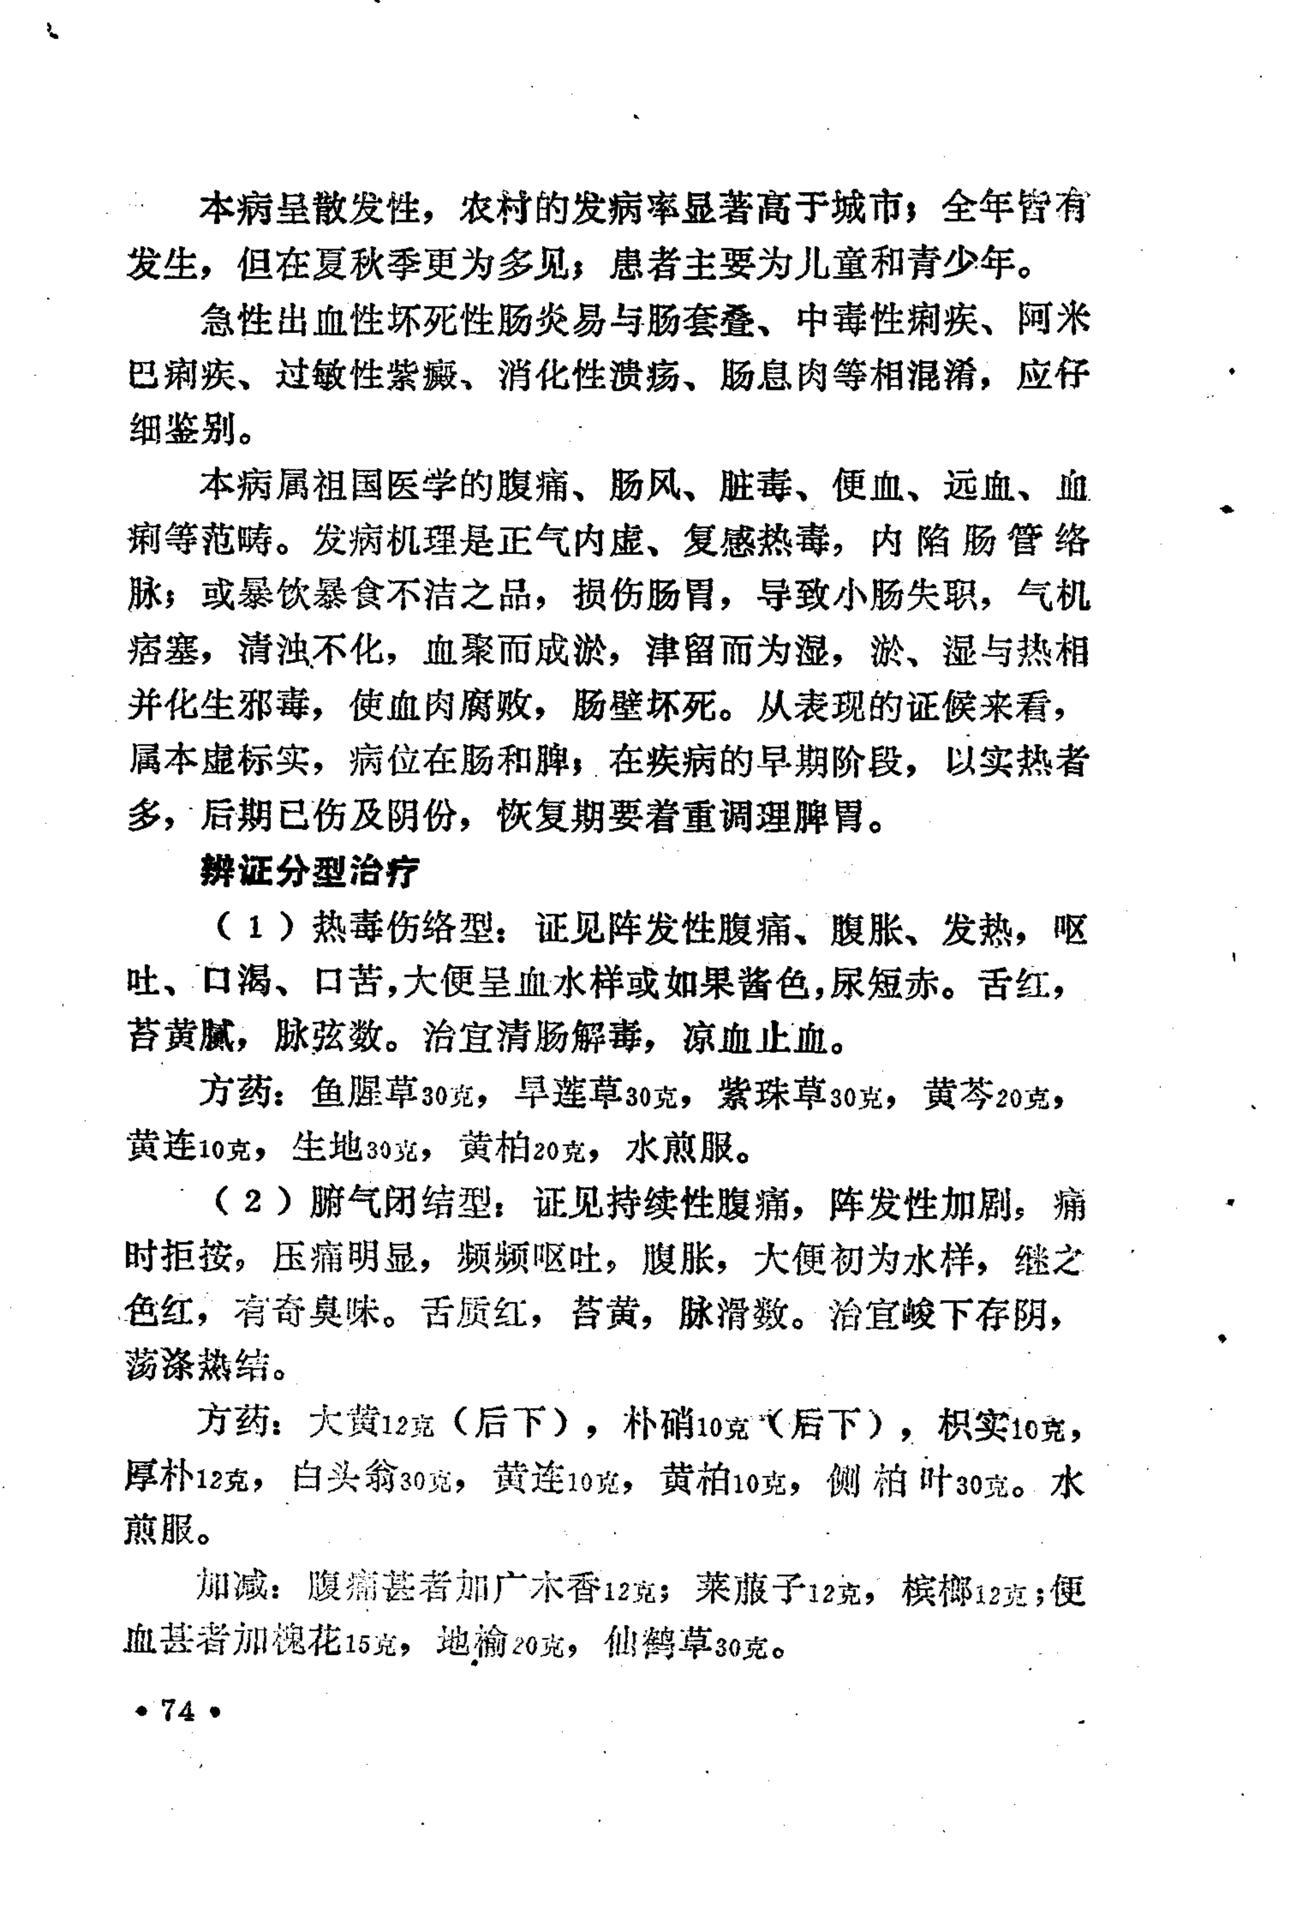 本病呈散发性，农村的发病率显著高于城市；全年皆有
发生，但在夏秋季更为多见；患者主要为儿童和青少年。
急性出血性坏死性肠炎易与肠套叠、中毒性痢疾、阿米
巴痢疾、过敏性紫癜、消化性溃疡、肠息肉等相混淆，应仔
细鉴别。
本病属祖国医学的腹痛、肠风、脏毒、便血、远血、血
痢等范畴。发病机理是正气内虚、复感热毒，内陷肠管络
脉；或暴饮暴食不洁之品，损伤肠胃，导致小肠失职，气机
痞塞，清浊不化，血聚而成淤，津留而为湿，淤、湿与热相
并化生邪毒，使血肉腐败，肠壁坏死。从表现的证候来看，
属本虚标实，病位在肠和脾；在疾病的早期阶段，以实热者
多，后期已伤及阴份，恢复期要着重调理脾胃。
辨证分型治疗
（1）热毒伤络型：证见阵发性腹痛、腹胀、发热，呕
吐、口渴、口苦，大便呈血水样或如果酱色，尿短赤。舌红，
苔黄腻，脉弦数。治宜清肠解毒，凉血止血。
方药：鱼腥草30克，旱莲草30克，紫珠草30克，黄芩20克，
黄连10克，生地30克，黄柏20克，水煎服。
（2）腑气闭结型：证见持续性腹痛，阵发性加剧，痛
时拒按，压痛明显，频频呕吐，腹胀，大便初为水样，继之
色红，有奇臭味。舌质红，苔黄，脉滑数。治宜峻下存阴，
荡涤热结。
方药：大黄12克（后下），朴硝10克（后下），枳实10克，
厚朴12克，白头翁30克，黄连10克，黄柏10克，侧柏叶30克。水
煎服。
加减：腹痛甚者加广木香12克；莱菔子12克，槟榔12克；便
血甚者加槐花15克，地榆20克，仙鹤草30克。
•74•